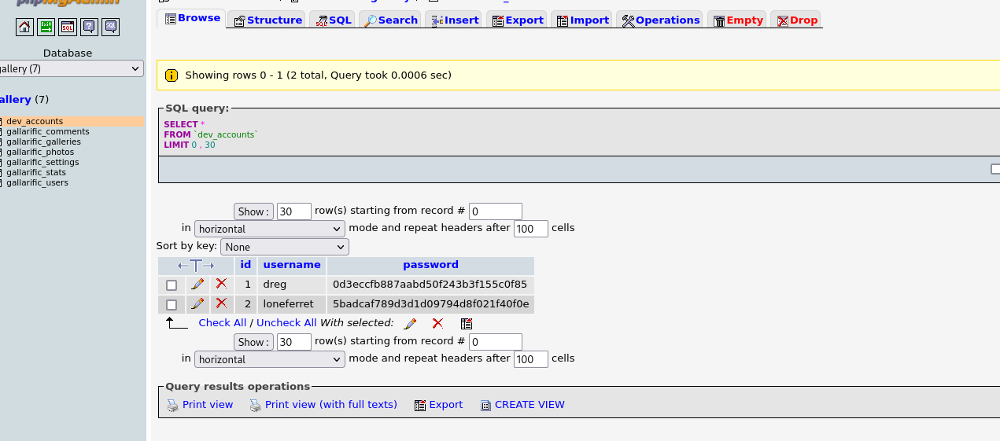 Browse Structure SQL Search Insert Export Import Operations Empty Drop
Database
gallery (7)
allery (7)
dev_accounts
gallarific_comments
gallarific_galleries
gallarific_photos
gallarific_settings
gallarific_stats
gallarific_users
Showing rows 0 - 1 (2 total, Query took 0.0006 sec)
SQL query:
SELECT *
FROM `dev_accounts`
LIMIT 0 , 30
Show : 30 row(s) starting from record # 0
in horizontal mode and repeat headers after 100 cells
Sort by key: None
←T→ id username password
1 dreg 0d3eccfb887aabd50f243b3f155c0f85
2 loneferret 5badcaf789d3d1d09794d8f021f40f0e
Check All / Uncheck All With selected:
Show : 30 row(s) starting from record # 0
in horizontal mode and repeat headers after 100 cells
Query results operations
Print view Print view (with full texts) Export CREATE VIEW